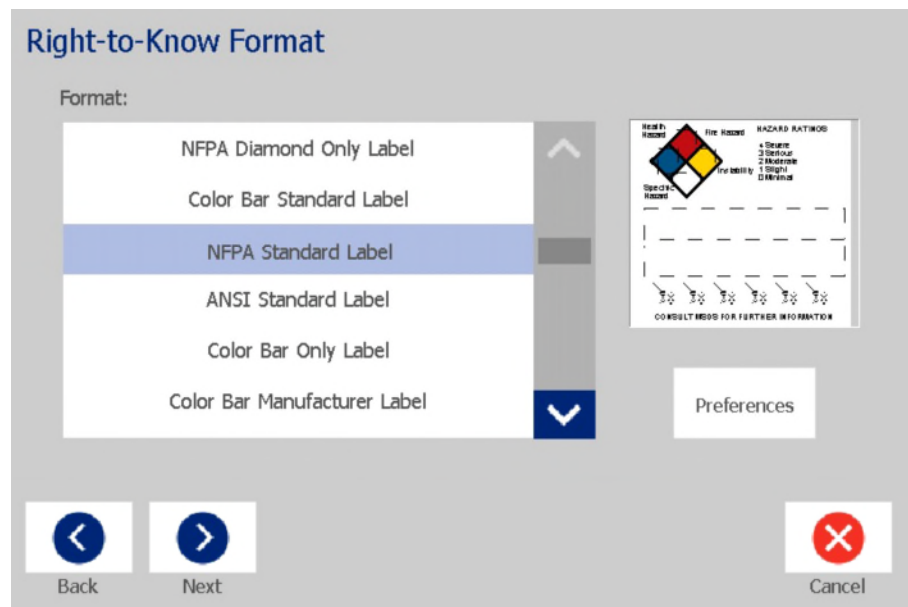 Right-to-Know Format
Format:
NFPA Diamond Only Label
Color Bar Standard Label
NFPA Standard Label
ANSI Standard Label
Color Bar Only Label
Color Bar Manufacturer Label
Health
Hazard
Fire Hazard
Instability
Specific
Hazard
HAZARD RATINGS
4 Severe
3 Serious
2 Moderate
1 Slight
0 Minimal
CONSULT MSDS FOR FURTHER INFORMATION
Preferences
Back
Next
Cancel